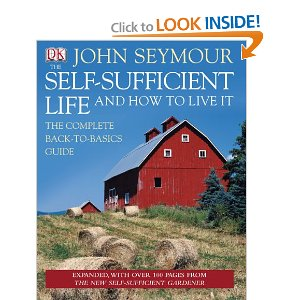 Click to LOOK INSIDE!
DK
JOHN SEYMOUR
THE
SELF-SUFFICIENT
LIFE AND HOW TO LIVE IT
THE COMPLETE
BACK-TO-BASICS
GUIDE
EXPANDED, WITH OVER 100 PAGES FROM
THE NEW SELF-SUFFICIENT GARDENER